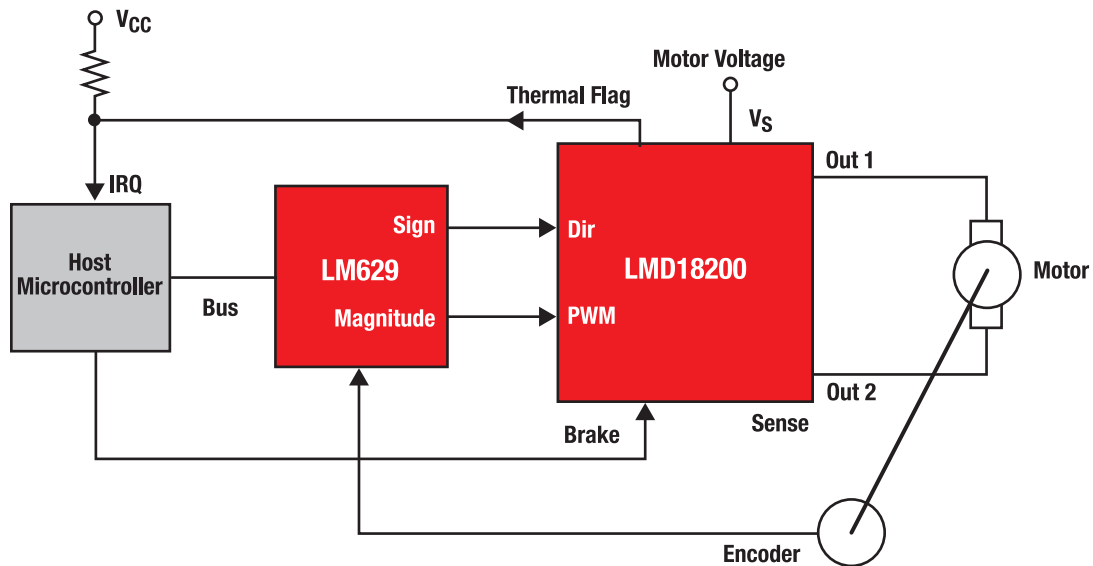 VCC
Motor Voltage
Thermal Flag
VS
Out 1
IRQ
Sign
Dir
Host
Microcontroller
LM629
LMD18200
Motor
Bus
Magnitude
PWM
Out 2
Brake
Sense
Encoder